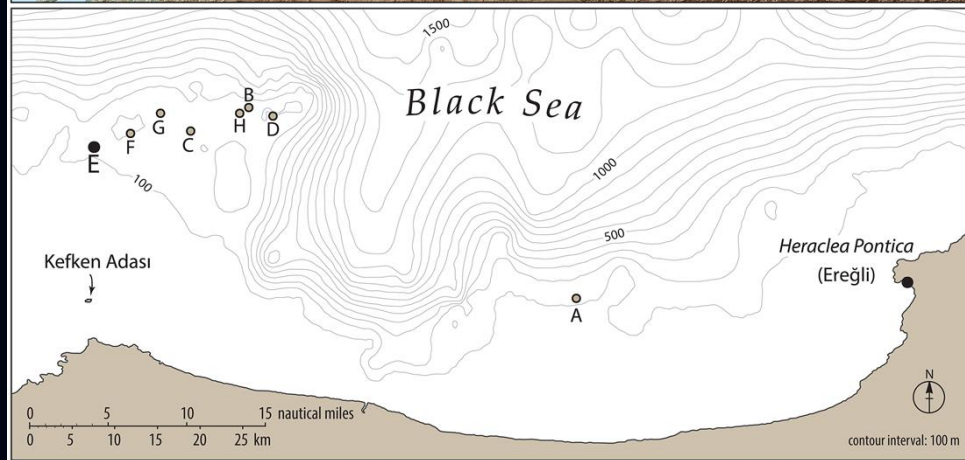 1500
Black Sea
B
G
H
D
F
C
E
100
1000
500
Heraclea Pontica
(Ereğli)
Kefken Adası
A
N
0 5 10 15 nautical miles
0 5 10 15 20 25 km
contour interval: 100 m